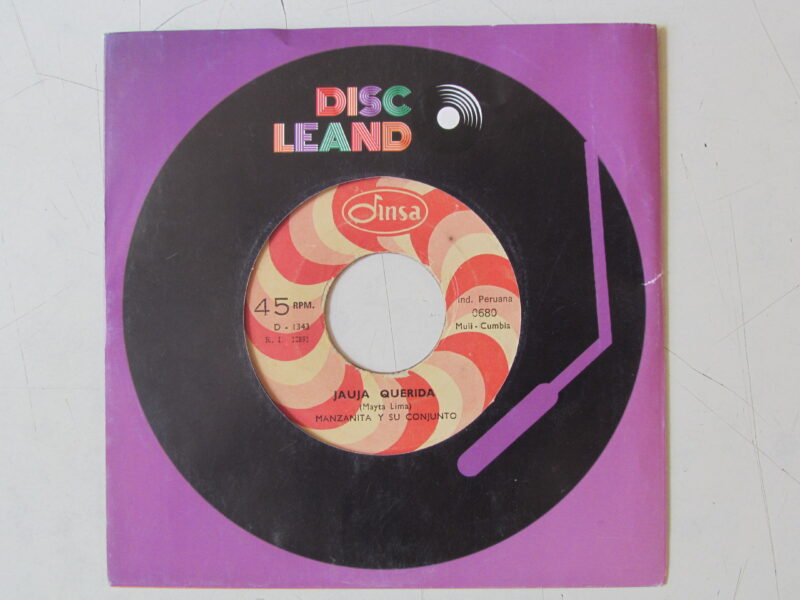 DISC
LEAND
Dinsa
45 RPM.
D - 1343
Ind. Peruana
0680
Muli - Cumbia
JAUJA QUERIDA
(Mayta Lima)
MANZANITA Y SU CONJUNTO